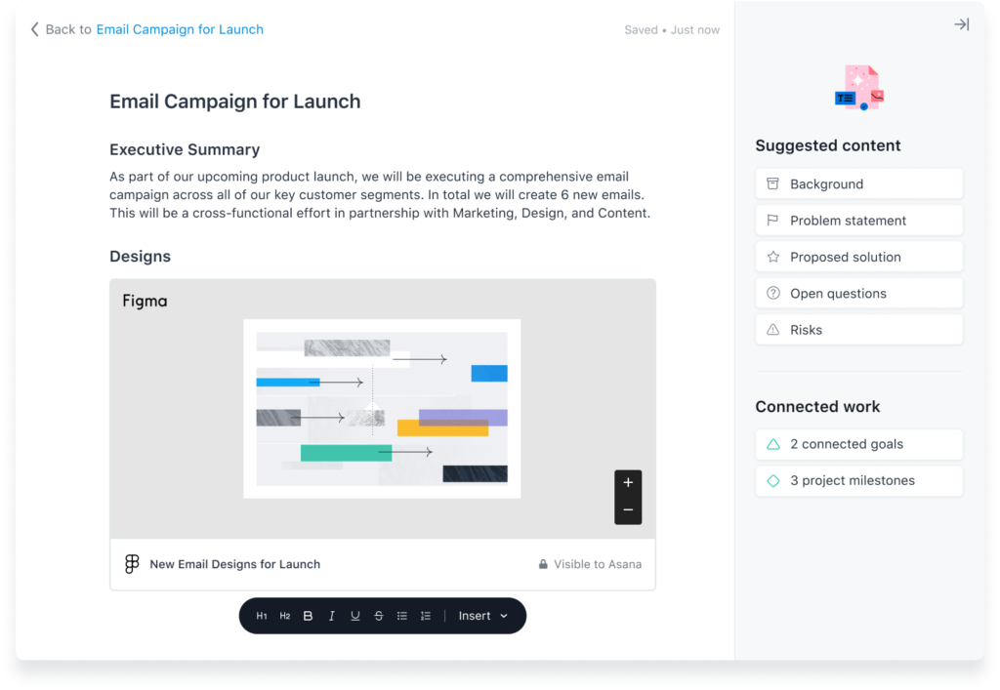 Back to Email Campaign for Launch
Saved • Just now
Email Campaign for Launch
Executive Summary
As part of our upcoming product launch, we will be executing a comprehensive email
campaign across all of our key customer segments. In total we will create 6 new emails.
This will be a cross-functional effort in partnership with Marketing, Design, and Content.
Designs
Figma
+
−
New Email Designs for Launch
Visible to Asana
H1 H2 B I U S Insert
Suggested content
Background
Problem statement
Proposed solution
Open questions
Risks
Connected work
2 connected goals
3 project milestones